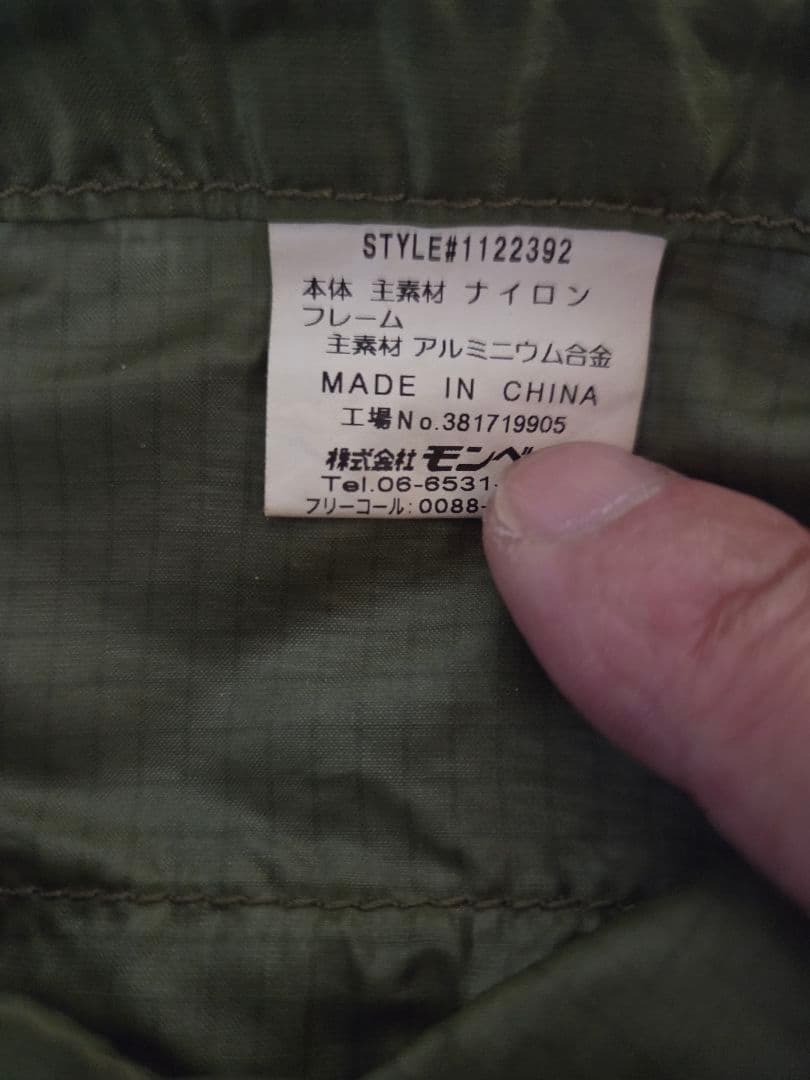 STYLE#1122392
本体 主素材 ナイロン
フレーム
主素材 アルミニウム合金
MADE IN CHINA
工場No.381719905
株式会社 モンベ
Tel.06-6531-
フリーコール:0088-